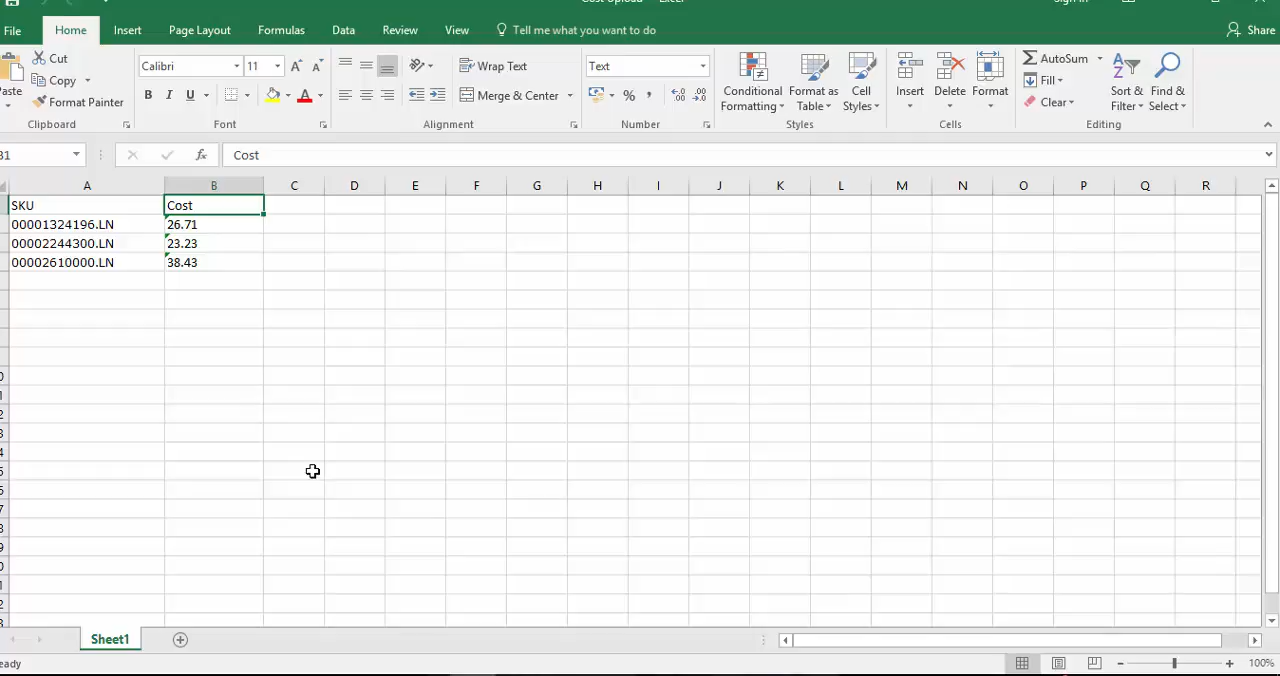 File Home Insert Page Layout Formulas Data Review View Tell me what you want to do Share
Cut
Copy
Format Painter
Clipboard
Calibri 11
A A
B I U A
Font
Wrap Text
Merge & Center
Alignment
Text
% ,
Number
Conditional Formatting
Format as Table
Cell Styles
Styles
Insert Delete Format
Cells
AutoSum
Fill
Clear
Sort & Filter
Find & Select
Editing
fx Cost
A B C D E F G H I J K L M N O P Q R
SKU Cost
00001324196.LN 26.71
00002244300.LN 23.23
00002610000.LN 38.43
Sheet1
100%